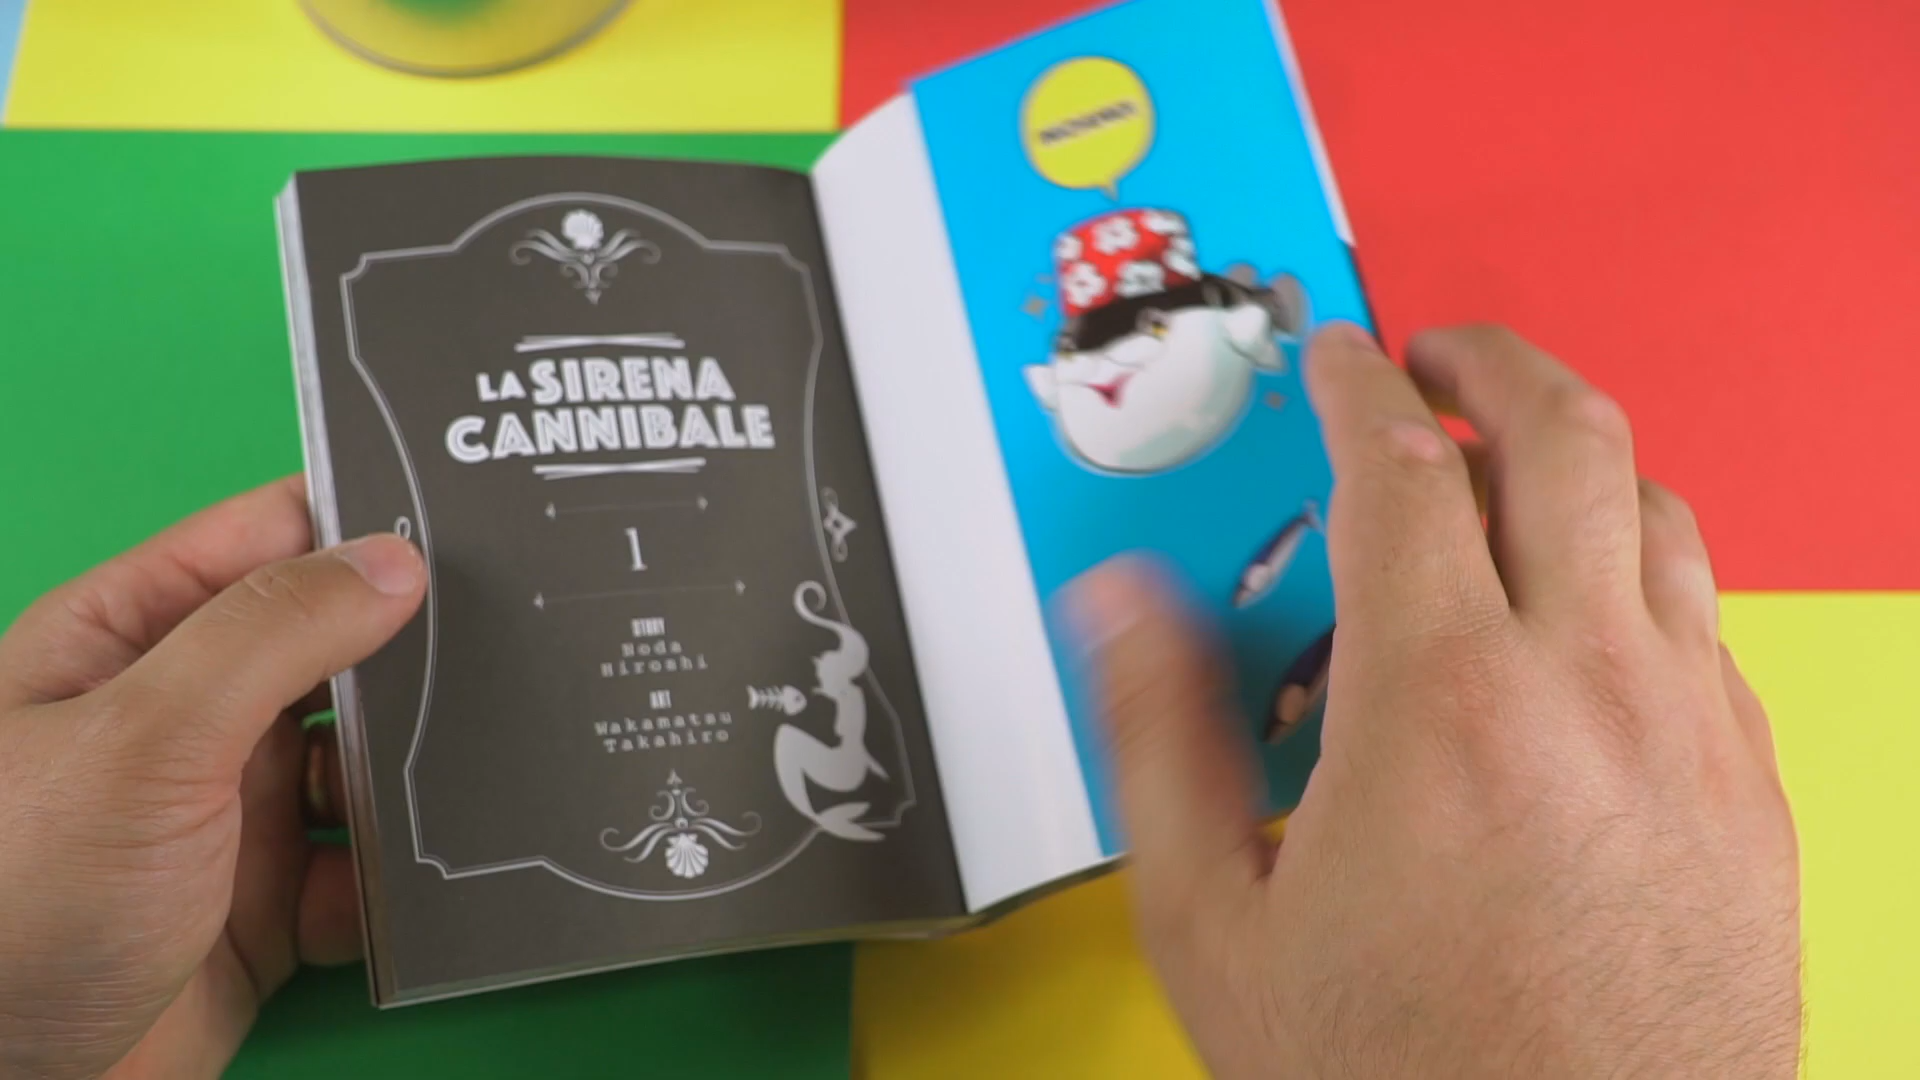 LA SIRENA
CANNIBALE
1
STORY
Noda
Hiroshi
ART
Wakamatsu
Takahiro